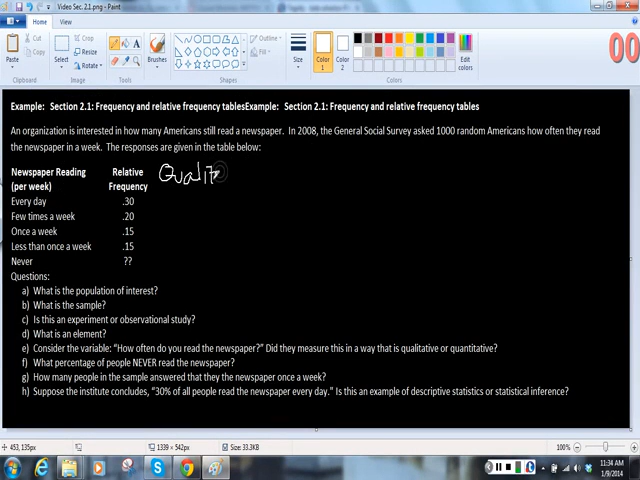 Video Sec. 2.1.png - Paint
Home View
Paste
Cut
Copy
Clipboard
Select
Crop
Resize
Rotate
Image
Tools
Brushes
Shapes
Outline
Fill
Size
Color 1
Color 2
Colors
Edit colors
00
Example: Section 2.1: Frequency and relative frequency tablesExample: Section 2.1: Frequency and relative frequency tables
An organization is interested in how many Americans still read a newspaper. In 2008, the General Social Survey asked 1000 random Americans how often they read
the newspaper in a week. The responses are given in the table below:
Newspaper Reading Relative
(per week) Frequency
Qualit
Every day .30
Few times a week .20
Once a week .15
Less than once a week .15
Never ??
Questions:
a) What is the population of interest?
b) What is the sample?
c) Is this an experiment or observational study?
d) What is an element?
e) Consider the variable: "How often do you read the newspaper?" Did they measure this in a way that is qualitative or quantitative?
f) What percentage of people NEVER read the newspaper?
g) How many people in the sample answered that they the newspaper once a week?
h) Suppose the institute concludes, "30% of all people read the newspaper every day." Is this an example of descriptive statistics or statistical inference?
453, 135px 1339 × 542px Size: 33.3KB 100%
11:34 AM
1/9/2014